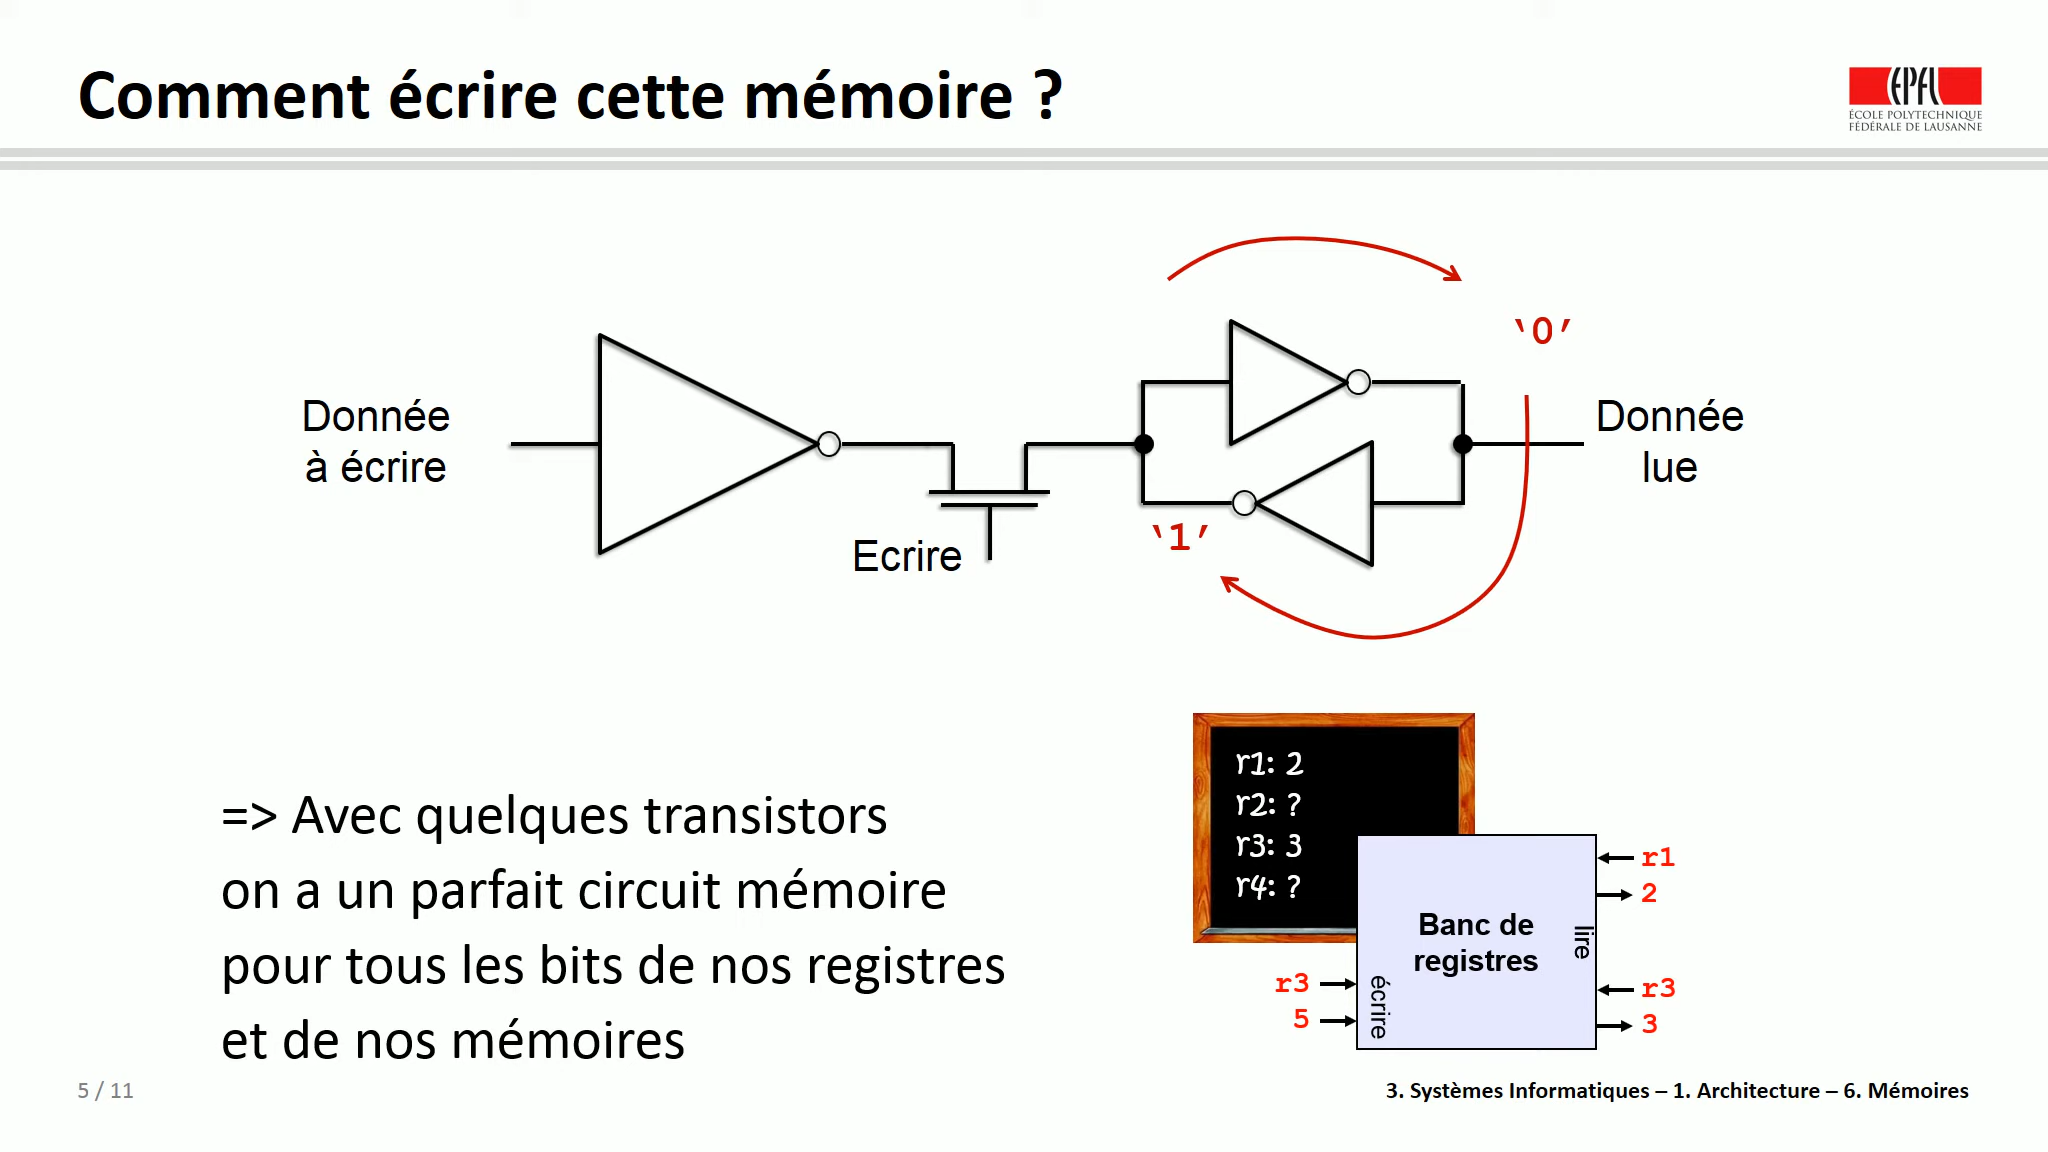 Comment écrire cette mémoire ?
EPFL
ÉCOLE POLYTECHNIQUE
FÉDÉRALE DE LAUSANNE
‘0’
Donnée
à écrire
Donnée
lue
‘1’
Ecrire
=> Avec quelques transistors
on a un parfait circuit mémoire
pour tous les bits de nos registres
et de nos mémoires
r1: 2
r2: ?
r3: 3
r4: ?
Banc de
registres
lire
écrire
r1
2
r3
3
r3
5
5 / 11
3. Systèmes Informatiques – 1. Architecture – 6. Mémoires